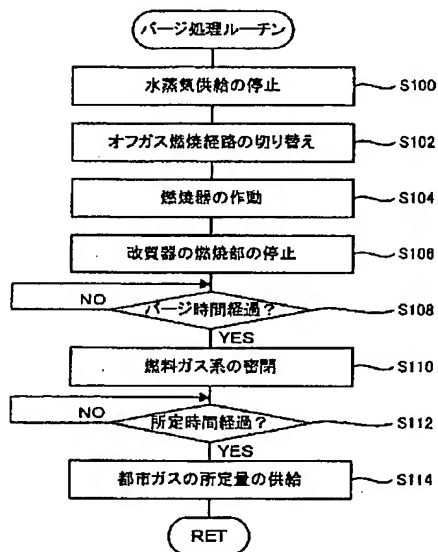 パージ処理ルーチン
水蒸気供給の停止 S100
オフガス燃焼経路の切り替え S102
燃焼器の作動 S104
改質器の燃焼部の停止 S106
NO パージ時間経過? S108
YES
燃料ガス系の密閉 S110
NO 所定時間経過? S112
YES
都市ガスの所定量の供給 S114
RET